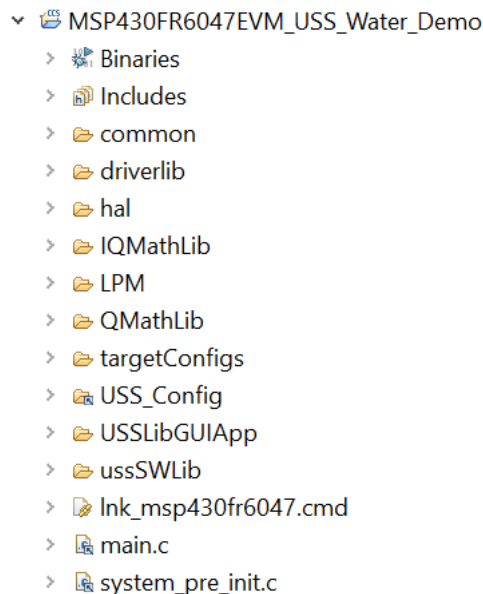 MSP430FR6047EVM_USS_Water_Demo
Binaries
Includes
common
driverlib
hal
IQMathLib
LPM
QMathLib
targetConfigs
USS_Config
USSLibGUIApp
ussSWLib
lnk_msp430fr6047.cmd
main.c
system_pre_init.c